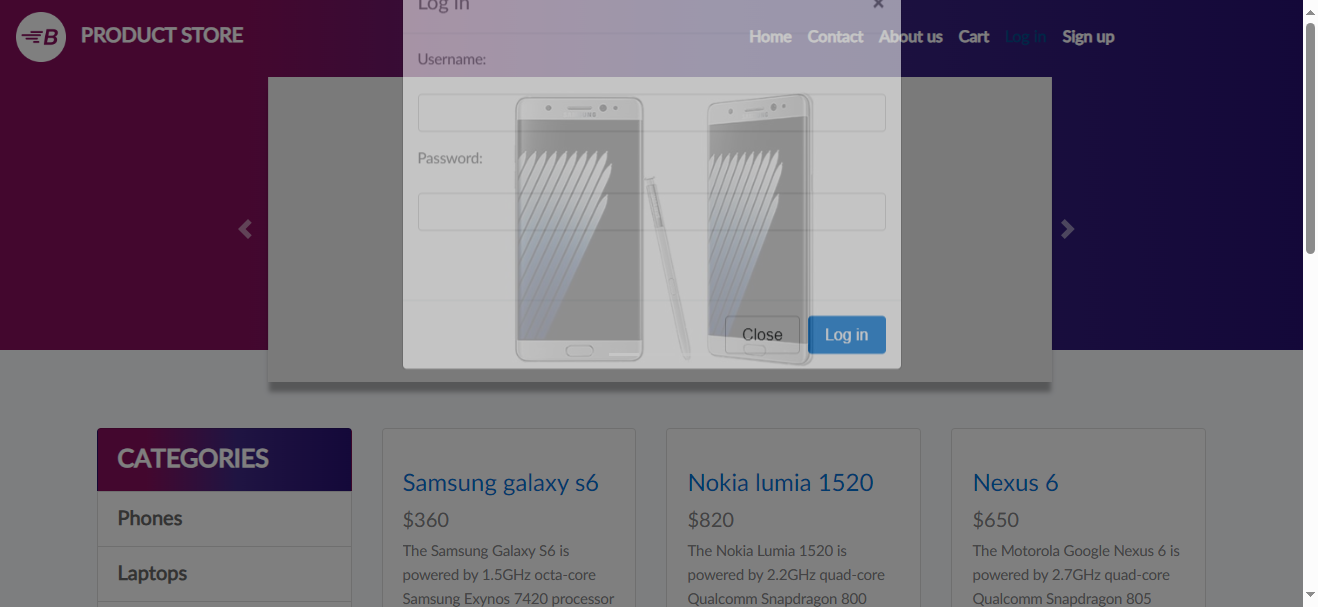 Log in ×
B PRODUCT STORE Home Contact About us Cart Log in Sign up
Username:
SAMSUNG
Password:
Close Log in
CATEGORIES
Phones
Laptops
Samsung galaxy s6
$360
The Samsung Galaxy S6 is
powered by 1.5GHz octa-core
Samsung Exynos 7420 processor
Nokia lumia 1520
$820
The Nokia Lumia 1520 is
powered by 2.2GHz quad-core
Qualcomm Snapdragon 800
Nexus 6
$650
The Motorola Google Nexus 6 is
powered by 2.7GHz quad-core
Qualcomm Snapdragon 805